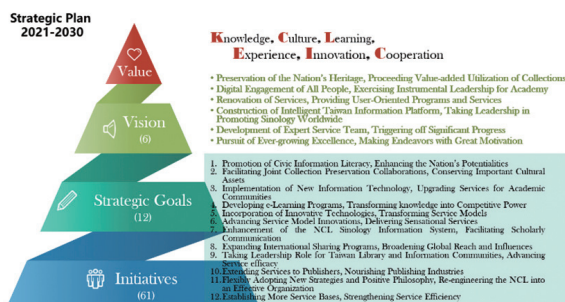 Strategic Plan
2021-2030
Knowledge, Culture, Learning,
Experience, Innovation, Cooperation
Value
• Preservation of the Nation's Heritage, Proceeding Value-added Utilization of Collections
• Digital Engagement of All People, Exercising Instrumental Leadership for Academy
• Renovation of Services, Providing User-Oriented Programs and Services
• Construction of Intelligent Taiwan Information Platform, Taking Leadership in
Promoting Sinology Worldwide
• Development of Expert Service Team, Triggering off Significant Progress
• Pursuit of Ever-growing Excellence, Making Endeavors with Great Motivation
Vision
(6)
1. Promotion of Civic Information Literacy, Enhancing the Nation's Potentialities
2. Facilitating Joint Collection Preservation Collaborations, Conserving Important Cultural
Assets
3. Implementation of New Information Technology, Upgrading Services for Academic
Communities
4. Developing e-Learning Programs, Transforming knowledge into Competitive Power
5. Incorporation of Innovative Technologies, Transforming Service Models
6. Advancing Service Model Innovations, Delivering Sensational Services
7. Enhancement of the NCL Sinology Information System, Facilitating Scholarly
Communication
8. Expanding International Sharing Programs, Broadening Global Reach and Influences
9. Taking Leadership Role for Taiwan Library and Information Communities, Advancing
Service efficacy
10. Extending Services to Publishers, Nourishing Publishing Industries
11. Flexibly Adopting New Strategies and Positive Philosophy, Re-engineering the NCL into
an Effective Organization
12. Establishing More Service Bases, Strengthening Service Efficiency
Strategic Goals
(12)
Initiatives
(61)